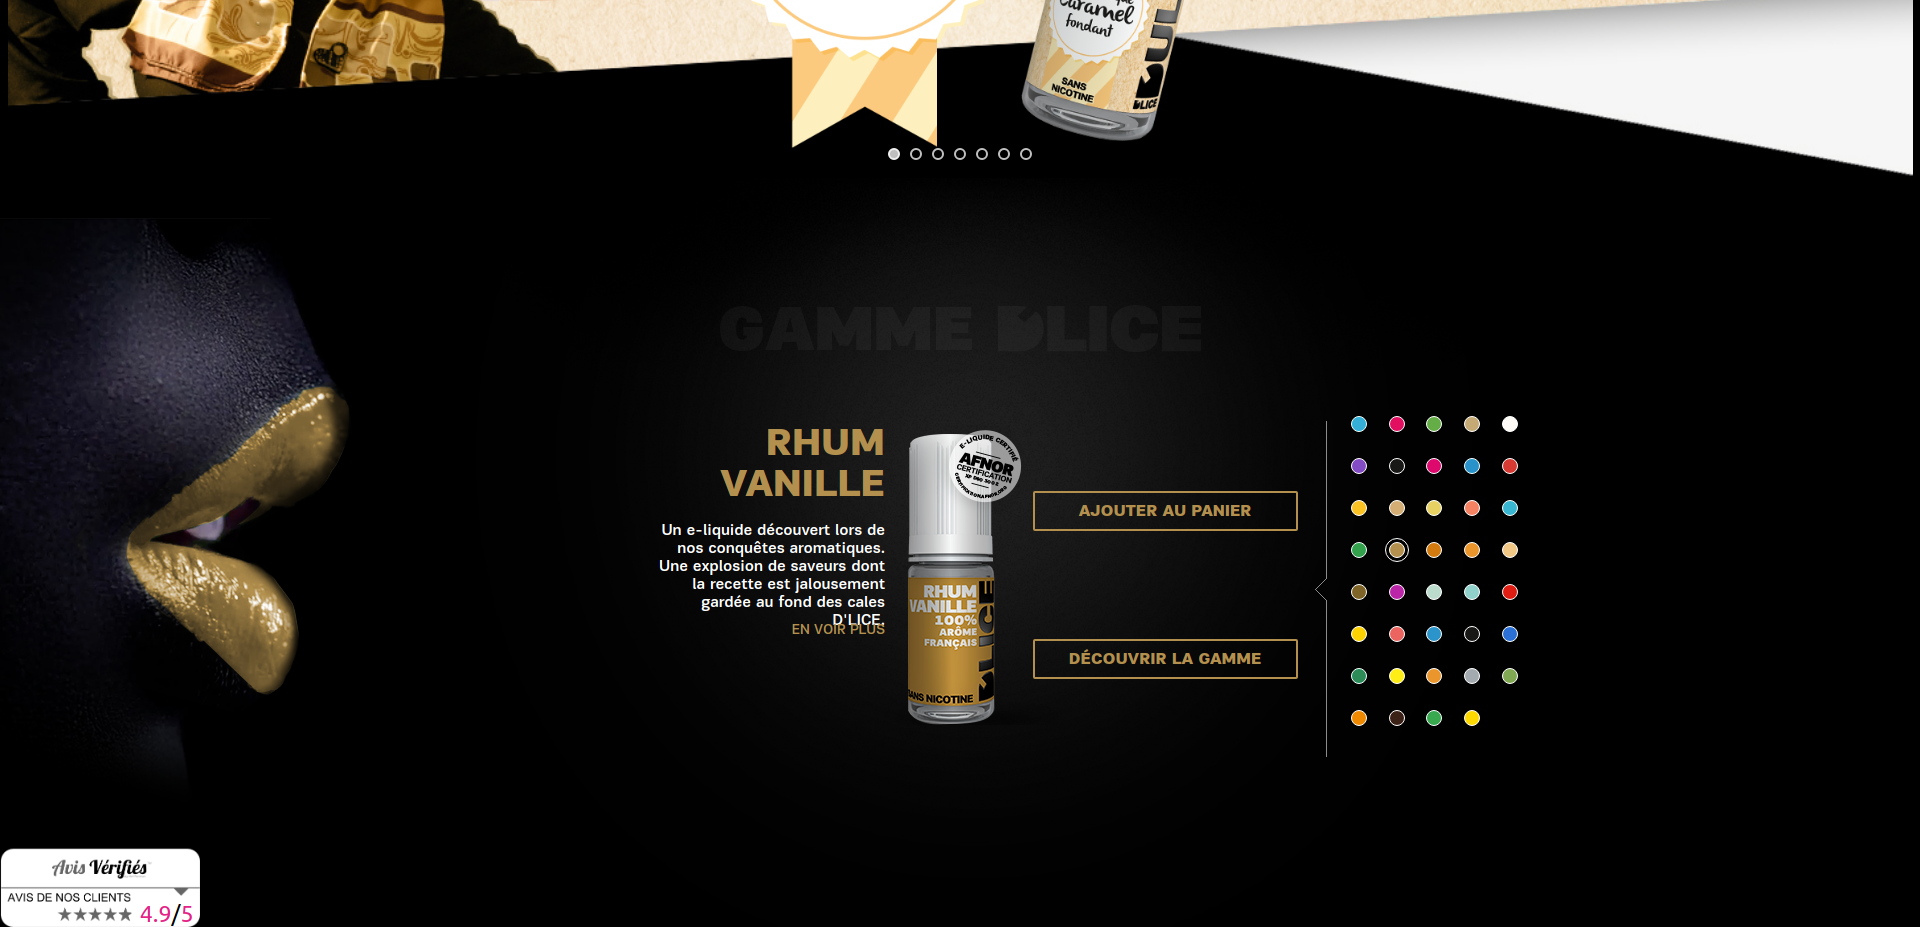 Caramel
fondant
SANS
NICOTINE
DLICE
GAMME DLICE
RHUM
VANILLE
Un e-liquide découvert lors de
nos conquêtes aromatiques.
Une explosion de saveurs dont
la recette est jalousement
gardée au fond des cales
D'LICE.
EN VOIR PLUS
E-LIQUIDE CERTIFIÉ
AFNOR
CERTIFICATION
RHUM
VANILLE
100%
ARÔME
FRANÇAIS
DLICE
SANS NICOTINE
AJOUTER AU PANIER
DÉCOUVRIR LA GAMME
Avis Vérifiés
AVIS DE NOS CLIENTS
4.9/5